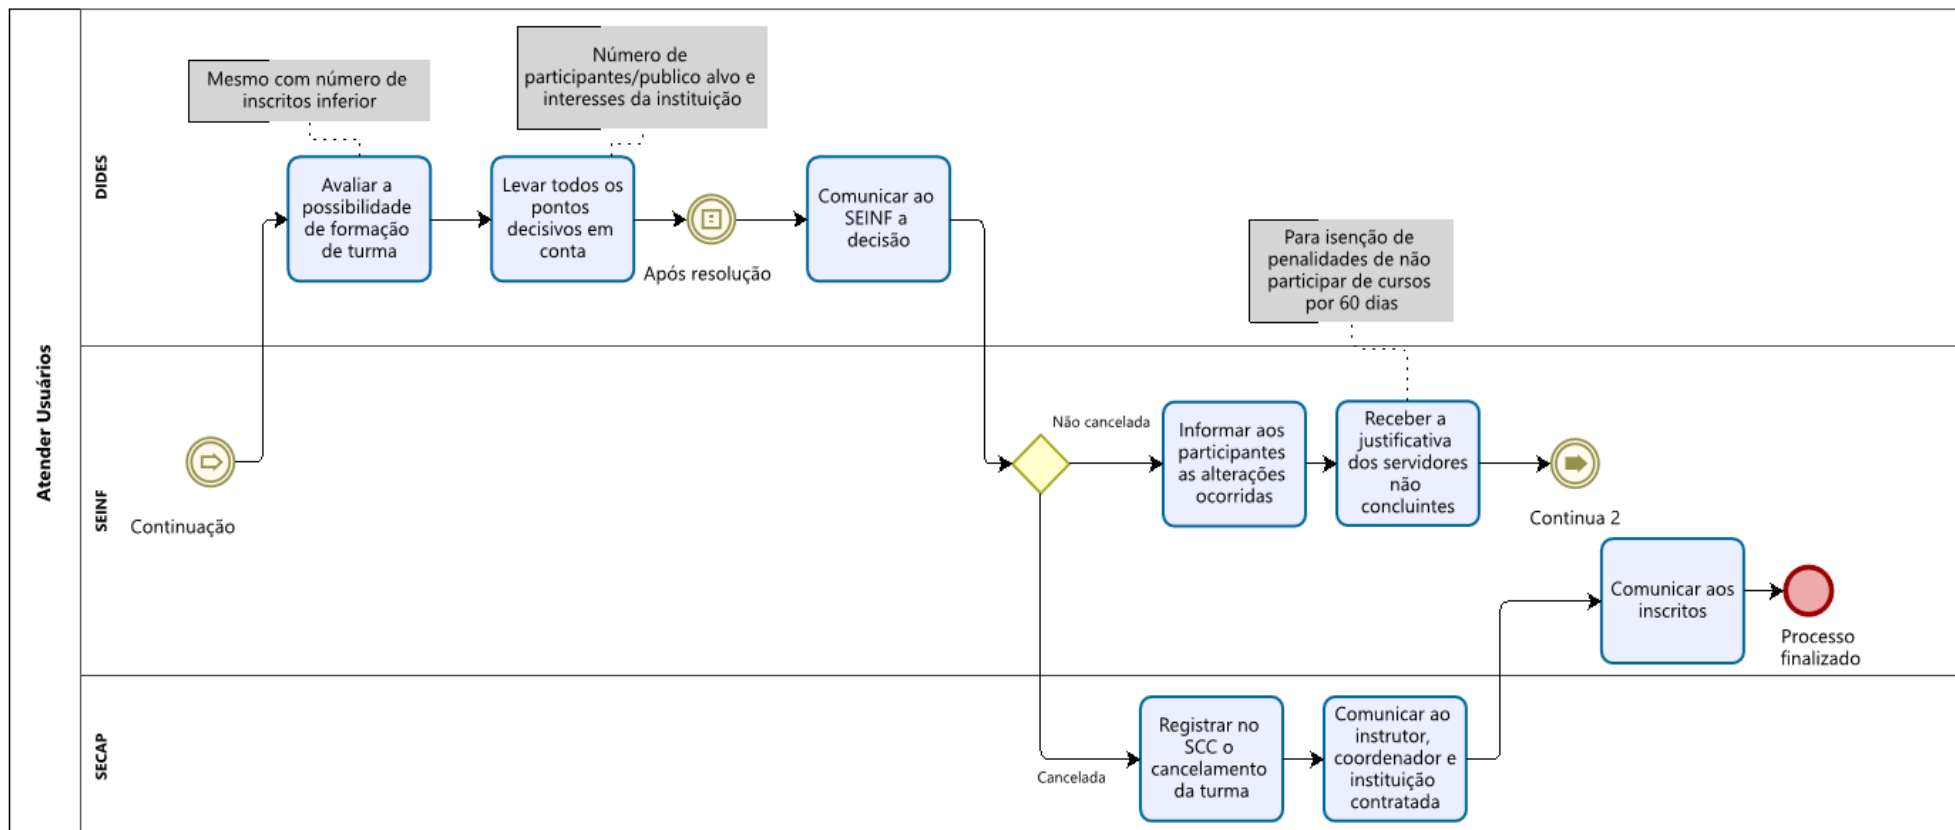 Atender Usuários
DIDES
Mesmo com número de
inscritos inferior
Número de
participantes/publico alvo e
interesses da instituição
Avaliar a
possibilidade
de formação
de turma
Levar todos os
pontos
decisivos em
conta
Após resolução
Comunicar ao
SEINF a
decisão
Para isenção de
penalidades de não
participar de cursos
por 60 dias
SEINF
Continuação
Não cancelada
Informar aos
participantes
as alterações
ocorridas
Receber a
justificativa
dos servidores
não
concluintes
Continua 2
Comunicar aos
inscritos
Processo
finalizado
SECAP
Cancelada
Registrar no
SCC o
cancelamento
da turma
Comunicar ao
instrutor,
coordenador e
instituição
contratada